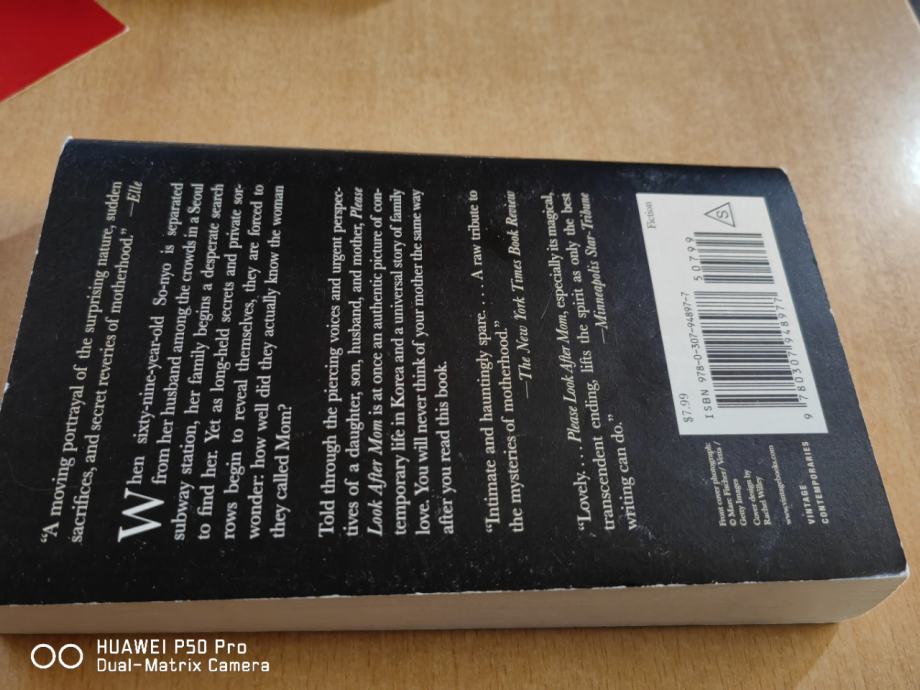 “A moving portrayal of the surprising nature, sudden
sacrifices, and secret reveries of motherhood.” —Elle
When sixty-nine-year-old So-nyo is separated
from her husband among the crowds in a Seoul
subway station, her family begins a desperate search
to find her. Yet as long-held secrets and private sor-
rows begin to reveal themselves, they are forced to
wonder: how well did they actually know the woman
they called Mom?
Told through the piercing voices and urgent perspec-
tives of a daughter, son, husband, and mother, Please
Look After Mom is at once an authentic picture of con-
temporary life in Korea and a universal story of family
love. You will never think of your mother the same way
after you read this book.
“Intimate and hauntingly spare. . . . A raw tribute to
the mysteries of motherhood.”
—The New York Times Book Review
“Lovely. . . . Please Look After Mom, especially its magical,
transcendent ending, lifts the spirit as only the best
writing can do.” —Minneapolis Star-Tribune
Front cover photograph:
© Marc Fischer / Vetta /
Getty Images
Cover design by
Rachel Willey
www.vintagebooks.com
VINTAGE
CONTEMPORARIES
Fiction
$7.99
ISBN 978-0-307-94897-7
50799
9 780307 948977
S
HUAWEI P50 Pro
Dual-Matrix Camera